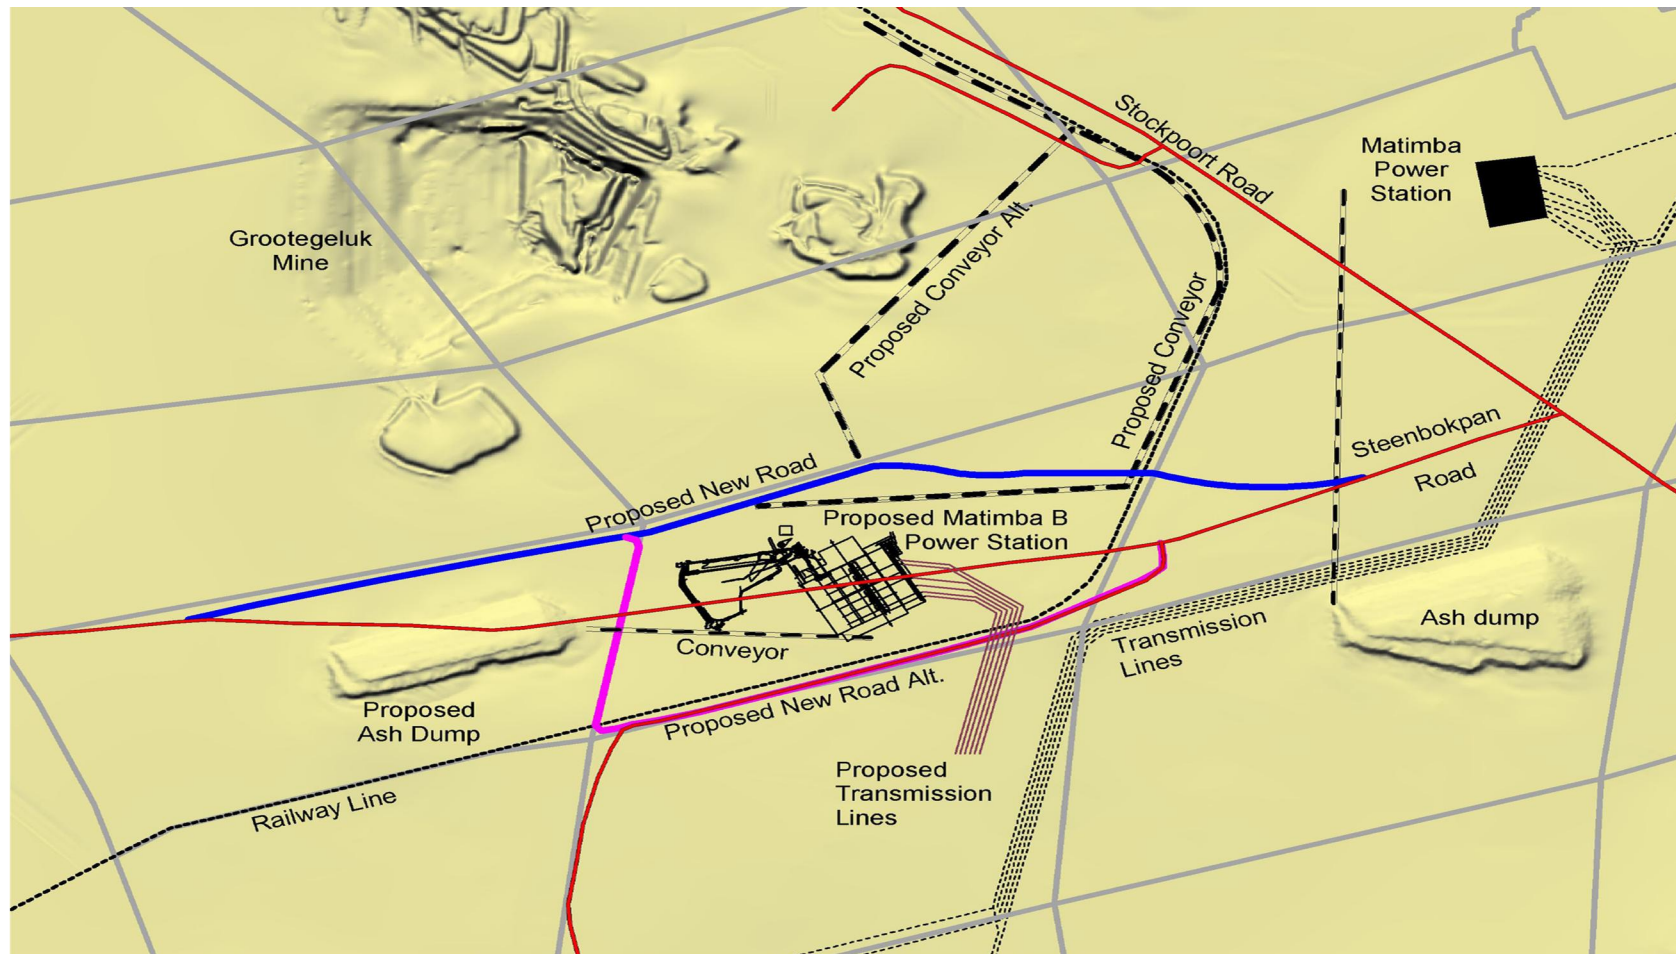 Stockpoort Road
Matimba
Power
Station
Grootegeluk
Mine
Proposed Conveyor Alt.
Proposed Conveyor
Steenbokpan
Road
Proposed New Road
Proposed Matimba B
Power Station
Conveyor
Transmission
Lines
Ash dump
Proposed
Ash Dump
Proposed New Road Alt.
Proposed
Transmission
Lines
Railway Line